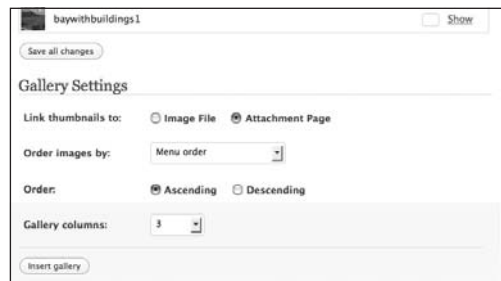 baywithbuildings1 Show
Save all changes
Gallery Settings
Link thumbnails to: Image File Attachment Page
Order images by: Menu order
Order: Ascending Descending
Gallery columns: 3
Insert gallery